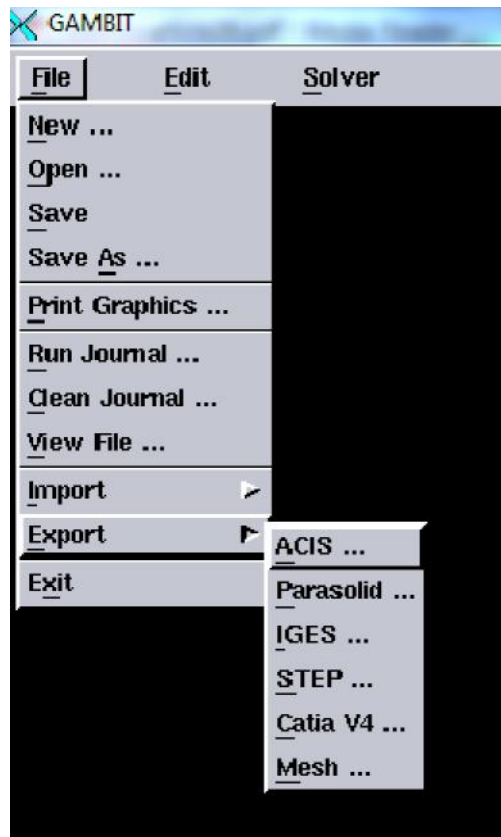 GAMBIT
File Edit Solver
New ...
Open ...
Save
Save As ...
Print Graphics ...
Run Journal ...
Clean Journal ...
View File ...
Import
Export
Exit
ACIS ...
Parasolid ...
IGES ...
STEP ...
Catia V4 ...
Mesh ...